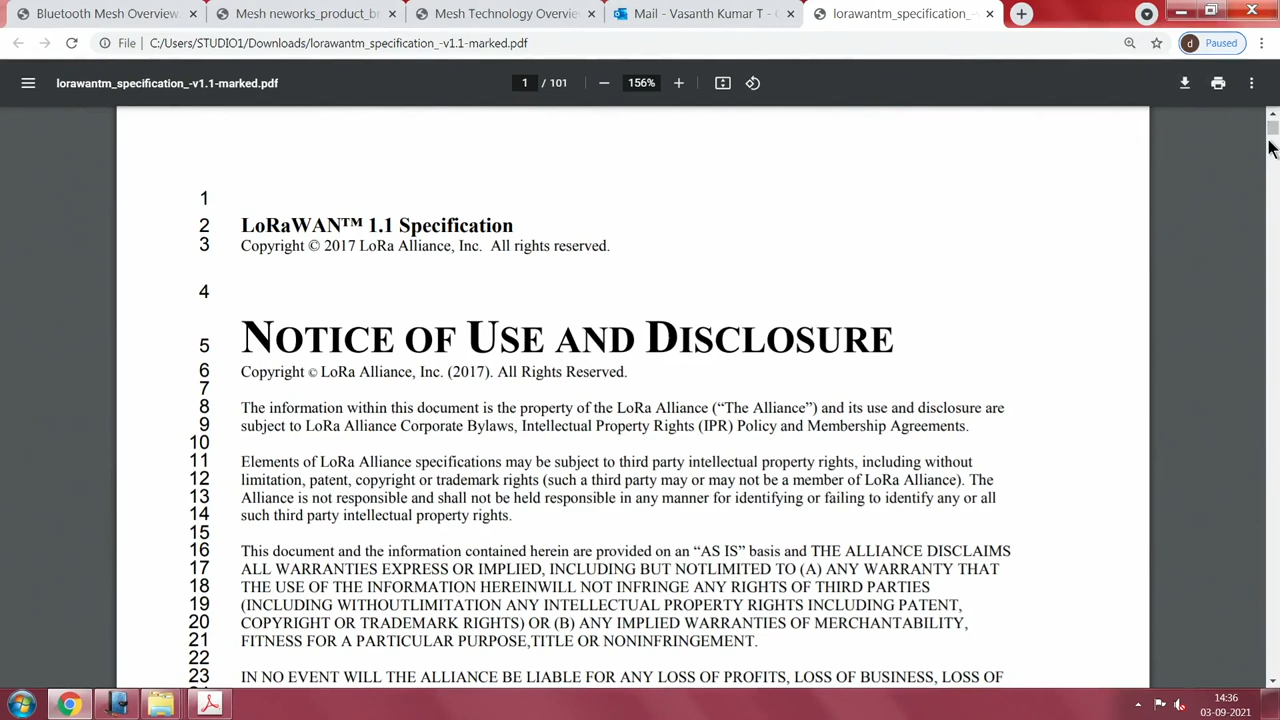 Bluetooth Mesh Overview
Mesh reworks product_b
Mesh Technology Overview
Mail - Vasanth Kumar T -
lorawantm_specification_
File C:/Users/STUDIO1/Downloads/lorawantm_specification_-v1.1-marked.pdf
d Paused
lorawantm_specification_-v1.1-marked.pdf
1 / 101
156%
1
2 LoRaWAN™ 1.1 Specification
3 Copyright © 2017 LoRa Alliance, Inc. All rights reserved.
4
5 NOTICE OF USE AND DISCLOSURE
6 Copyright © LoRa Alliance, Inc. (2017). All Rights Reserved.
7
8 The information within this document is the property of the LoRa Alliance (“The Alliance”) and its use and disclosure are
9 subject to LoRa Alliance Corporate Bylaws, Intellectual Property Rights (IPR) Policy and Membership Agreements.
10
11 Elements of LoRa Alliance specifications may be subject to third party intellectual property rights, including without
12 limitation, patent, copyright or trademark rights (such a third party may or may not be a member of LoRa Alliance). The
13 Alliance is not responsible and shall not be held responsible in any manner for identifying or failing to identify any or all
14 such third party intellectual property rights.
15
16 This document and the information contained herein are provided on an “AS IS” basis and THE ALLIANCE DISCLAIMS
17 ALL WARRANTIES EXPRESS OR IMPLIED, INCLUDING BUT NOTLIMITED TO (A) ANY WARRANTY THAT
18 THE USE OF THE INFORMATION HEREINWILL NOT INFRINGE ANY RIGHTS OF THIRD PARTIES
19 (INCLUDING WITHOUTLIMITATION ANY INTELLECTUAL PROPERTY RIGHTS INCLUDING PATENT,
20 COPYRIGHT OR TRADEMARK RIGHTS) OR (B) ANY IMPLIED WARRANTIES OF MERCHANTABILITY,
21 FITNESS FOR A PARTICULAR PURPOSE,TITLE OR NONINFRINGEMENT.
22
23 IN NO EVENT WILL THE ALLIANCE BE LIABLE FOR ANY LOSS OF PROFITS, LOSS OF BUSINESS, LOSS OF
14:36
03-09-2021